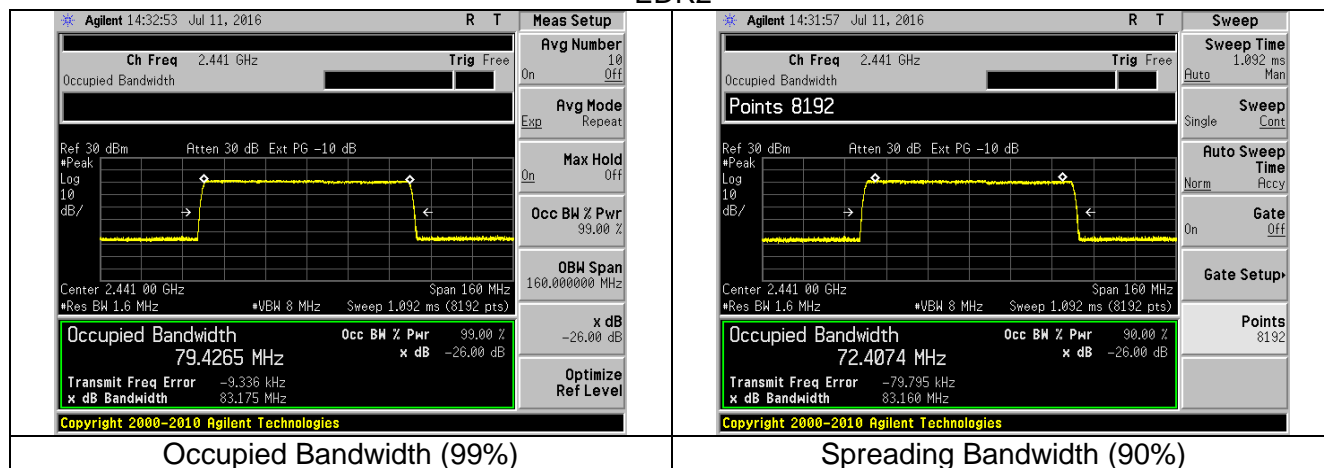 EDR2
Agilent 14:32:53 Jul 11, 2016 R T
Meas Setup
Ch Freq 2.441 GHz Trig Free
Occupied Bandwidth
Avg Number
10
On Off
Avg Mode
Exp Repeat
Max Hold
On Off
Occ BW % Pwr
99.00 %
OBW Span
160.000000 MHz
x dB
-26.00 dB
Optimize
Ref Level
Ref 30 dBm Atten 30 dB Ext PG -10 dB
#Peak
Log
10
dB/
Center 2.441 00 GHz Span 160 MHz
#Res BW 1.6 MHz #VBW 8 MHz Sweep 1.092 ms (8192 pts)
Occupied Bandwidth Occ BW % Pwr 99.00 %
79.4265 MHz x dB -26.00 dB
Transmit Freq Error -9.336 kHz
x dB Bandwidth 83.175 MHz
Copyright 2000-2010 Agilent Technologies
Occupied Bandwidth (99%)
Agilent 14:31:57 Jul 11, 2016 R T
Sweep
Ch Freq 2.441 GHz Trig Free
Occupied Bandwidth
Points 8192
Sweep Time
1.092 ms
Auto Man
Sweep
Single Cont
Auto Sweep
Time
Norm Accy
Gate
On Off
Gate Setup▸
Points
8192
Ref 30 dBm Atten 30 dB Ext PG -10 dB
#Peak
Log
10
dB/
Center 2.441 00 GHz Span 160 MHz
#Res BW 1.6 MHz #VBW 8 MHz Sweep 1.092 ms (8192 pts)
Occupied Bandwidth Occ BW % Pwr 90.00 %
72.4074 MHz x dB -26.00 dB
Transmit Freq Error -79.795 kHz
x dB Bandwidth 83.160 MHz
Copyright 2000-2010 Agilent Technologies
Spreading Bandwidth (90%)